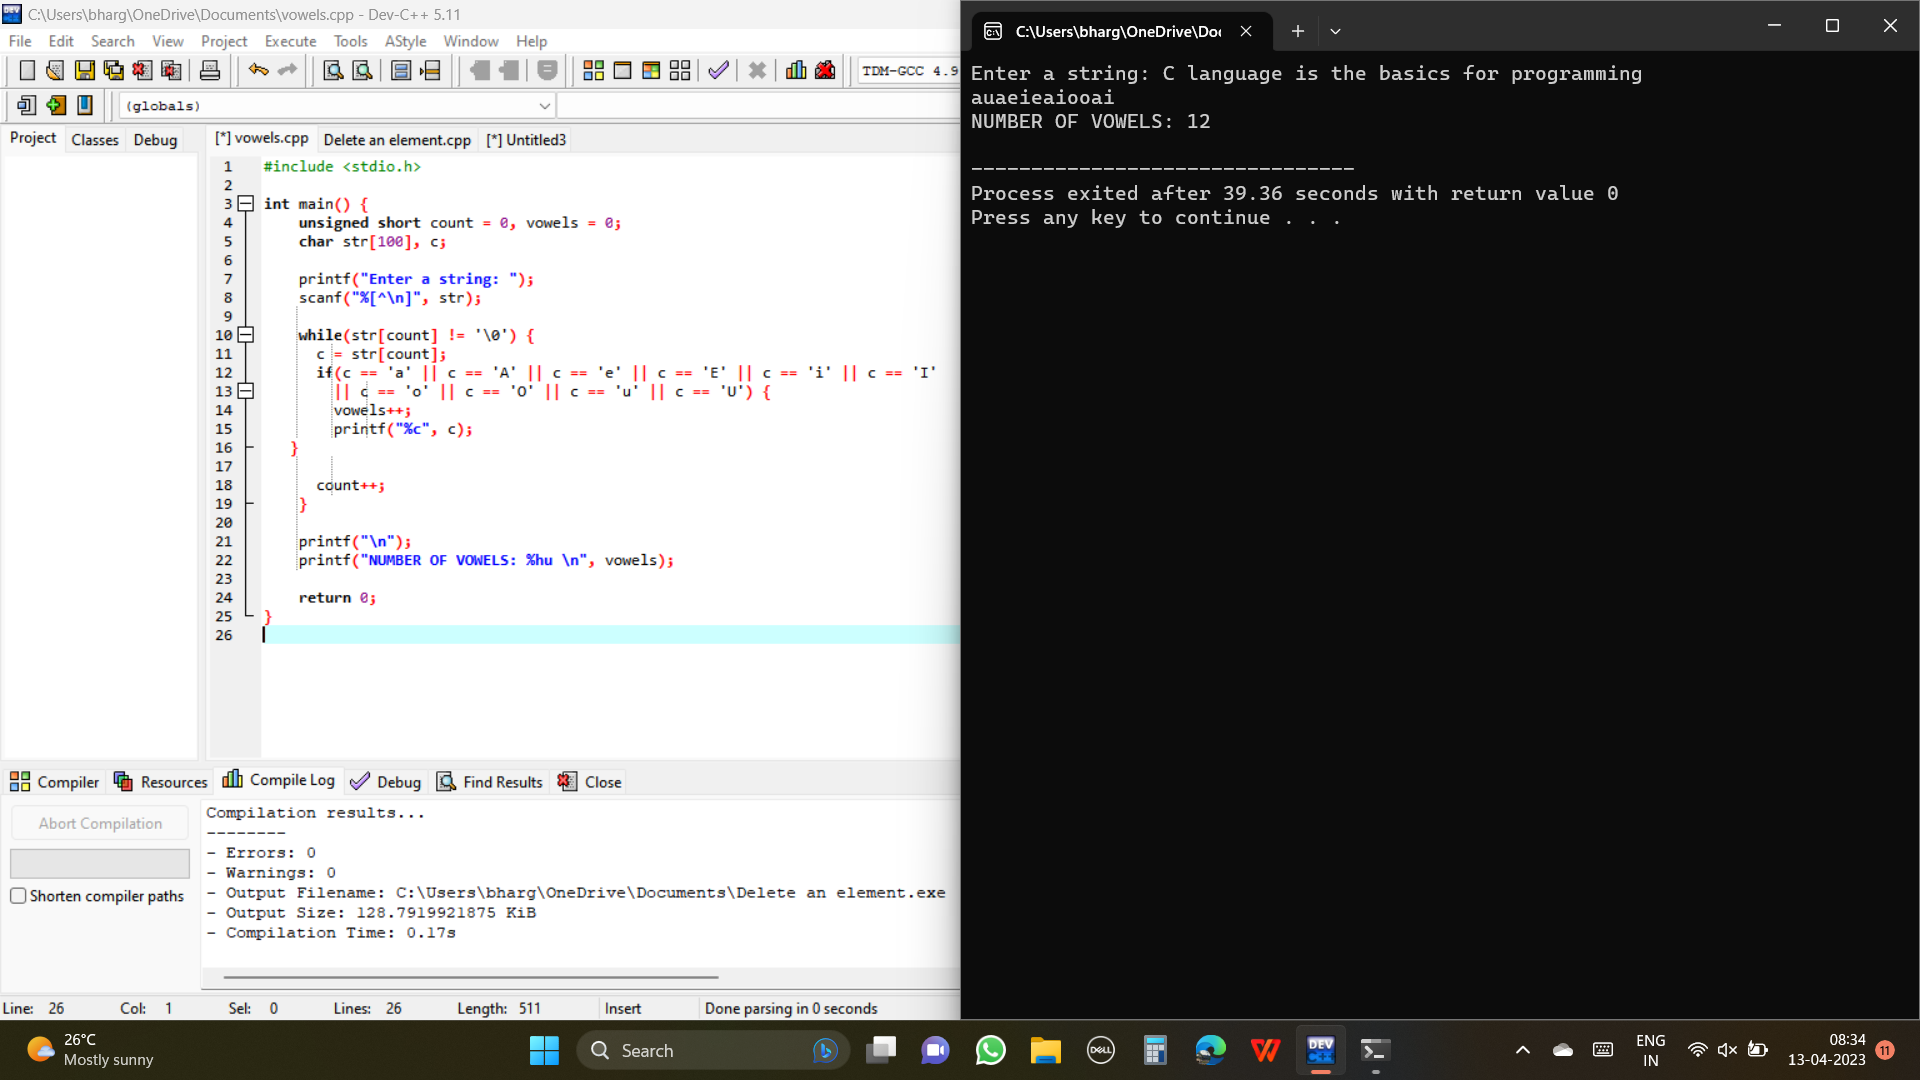 C:\Users\bharg\OneDrive\Documents\vowels.cpp - Dev-C++ 5.11
File Edit Search View Project Execute Tools AStyle Window Help
TDM-GCC 4.9
(globals)
Project Classes Debug
[*] vowels.cpp Delete an element.cpp [*] Untitled3
1 #include <stdio.h>
2
3 int main() {
4 unsigned short count = 0, vowels = 0;
5 char str[100], c;
6
7 printf("Enter a string: ");
8 scanf("%[^\n]", str);
9
10 while(str[count] != '\0') {
11 c = str[count];
12 if(c == 'a' || c == 'A' || c == 'e' || c == 'E' || c == 'i' || c == 'I'
13 || c == 'o' || c == 'O' || c == 'u' || c == 'U') {
14 vowels++;
15 printf("%c", c);
16 }
17
18 count++;
19 }
20
21 printf("\n");
22 printf("NUMBER OF VOWELS: %hu \n", vowels);
23
24 return 0;
25 }
26
Compiler Resources Compile Log Debug Find Results Close
Abort Compilation
Shorten compiler paths
Compilation results...
--------
- Errors: 0
- Warnings: 0
- Output Filename: C:\Users\bharg\OneDrive\Documents\Delete an element.exe
- Output Size: 128.7919921875 KiB
- Compilation Time: 0.17s
Line: 26 Col: 1 Sel: 0 Lines: 26 Length: 511 Insert Done parsing in 0 seconds
C:\Users\bharg\OneDrive\Do
Enter a string: C language is the basics for programming
auaeieaiooai
NUMBER OF VOWELS: 12
--------------------------------
Process exited after 39.36 seconds with return value 0
Press any key to continue . . .
26°C
Mostly sunny
Search
DELL
DEV
C++
ENG
IN
08:34
13-04-2023
11